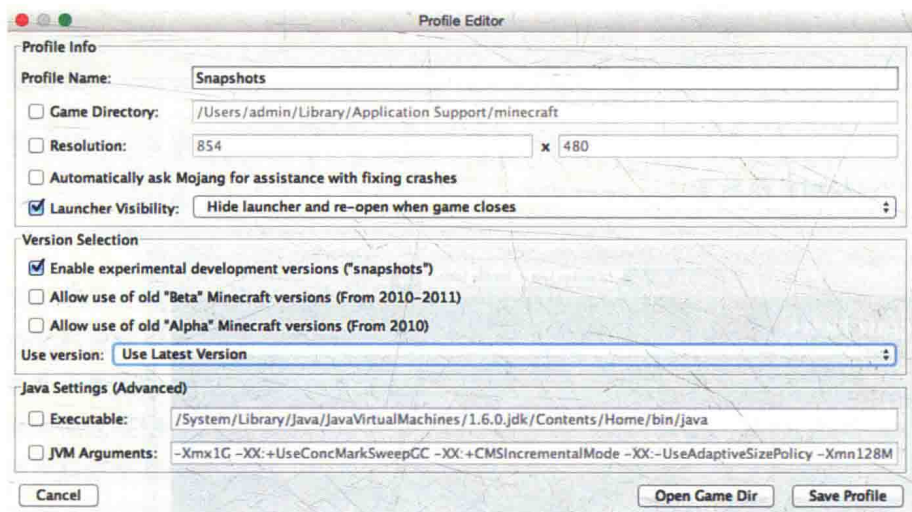 Profile Editor
Profile Info
Profile Name: Snapshots
Game Directory: /Users/admin/Library/Application Support/minecraft
Resolution: 854 x 480
Automatically ask Mojang for assistance with fixing crashes
Launcher Visibility: Hide launcher and re-open when game closes
Version Selection
Enable experimental development versions ("snapshots")
Allow use of old "Beta" Minecraft versions (From 2010-2011)
Allow use of old "Alpha" Minecraft versions (From 2010)
Use version: Use Latest Version
Java Settings (Advanced)
Executable: /System/Library/Java/JavaVirtualMachines/1.6.0.jdk/Contents/Home/bin/java
JVM Arguments: -Xmx1G -XX:+UseConcMarkSweepGC -XX:+CMSIncrementalMode -XX:-UseAdaptiveSizePolicy -Xmn128M
Cancel Open Game Dir Save Profile